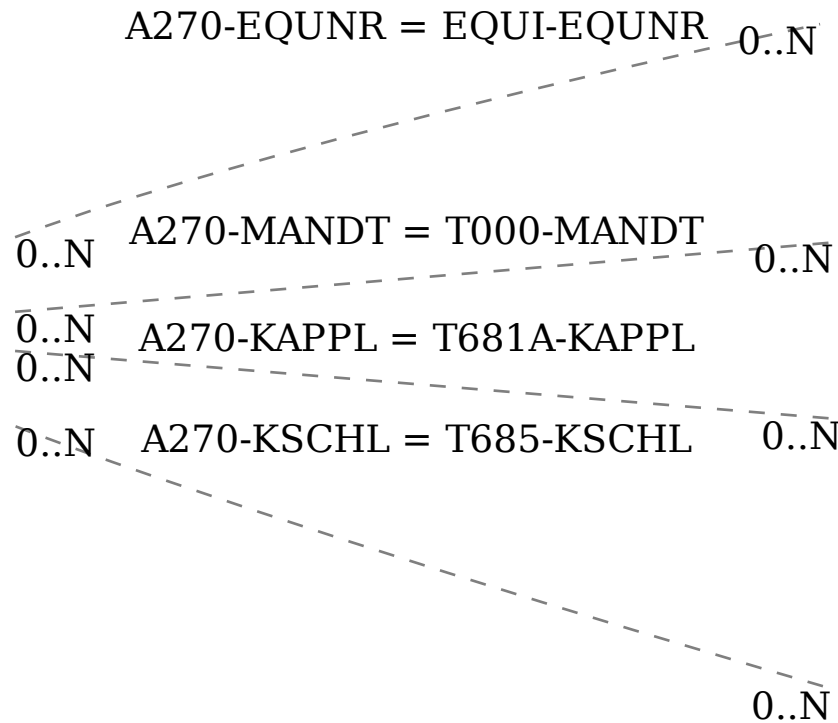 A270-EQUNR = EQUI-EQUNR
0..N
0..N
A270-MANDT = T000-MANDT
0..N
0..N
A270-KAPPL = T681A-KAPPL
0..N
0..N
A270-KSCHL = T685-KSCHL
0..N
0..N